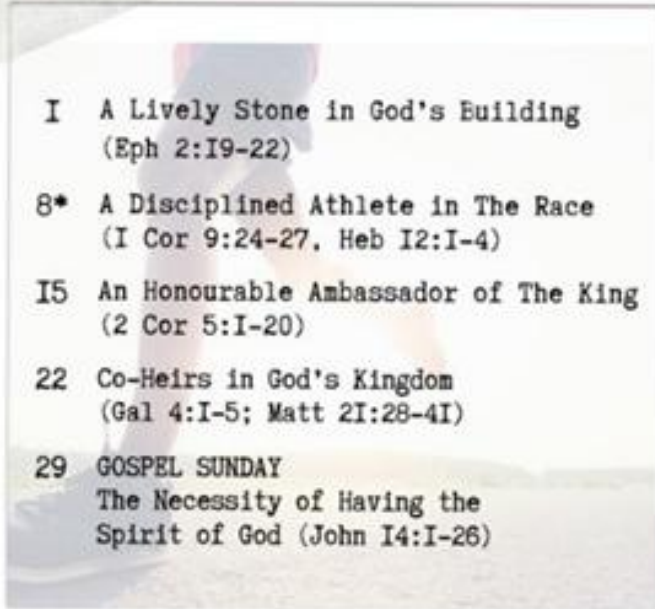 I A Lively Stone in God's Building
(Eph 2:I9-22)
8* A Disciplined Athlete in The Race
(I Cor 9:24-27, Heb I2:I-4)
I5 An Honourable Ambassador of The King
(2 Cor 5:I-20)
22 Co-Heirs in God's Kingdom
(Gal 4:I-5; Matt 2I:28-4I)
29 GOSPEL SUNDAY
The Necessity of Having the
Spirit of God (John I4:I-26)